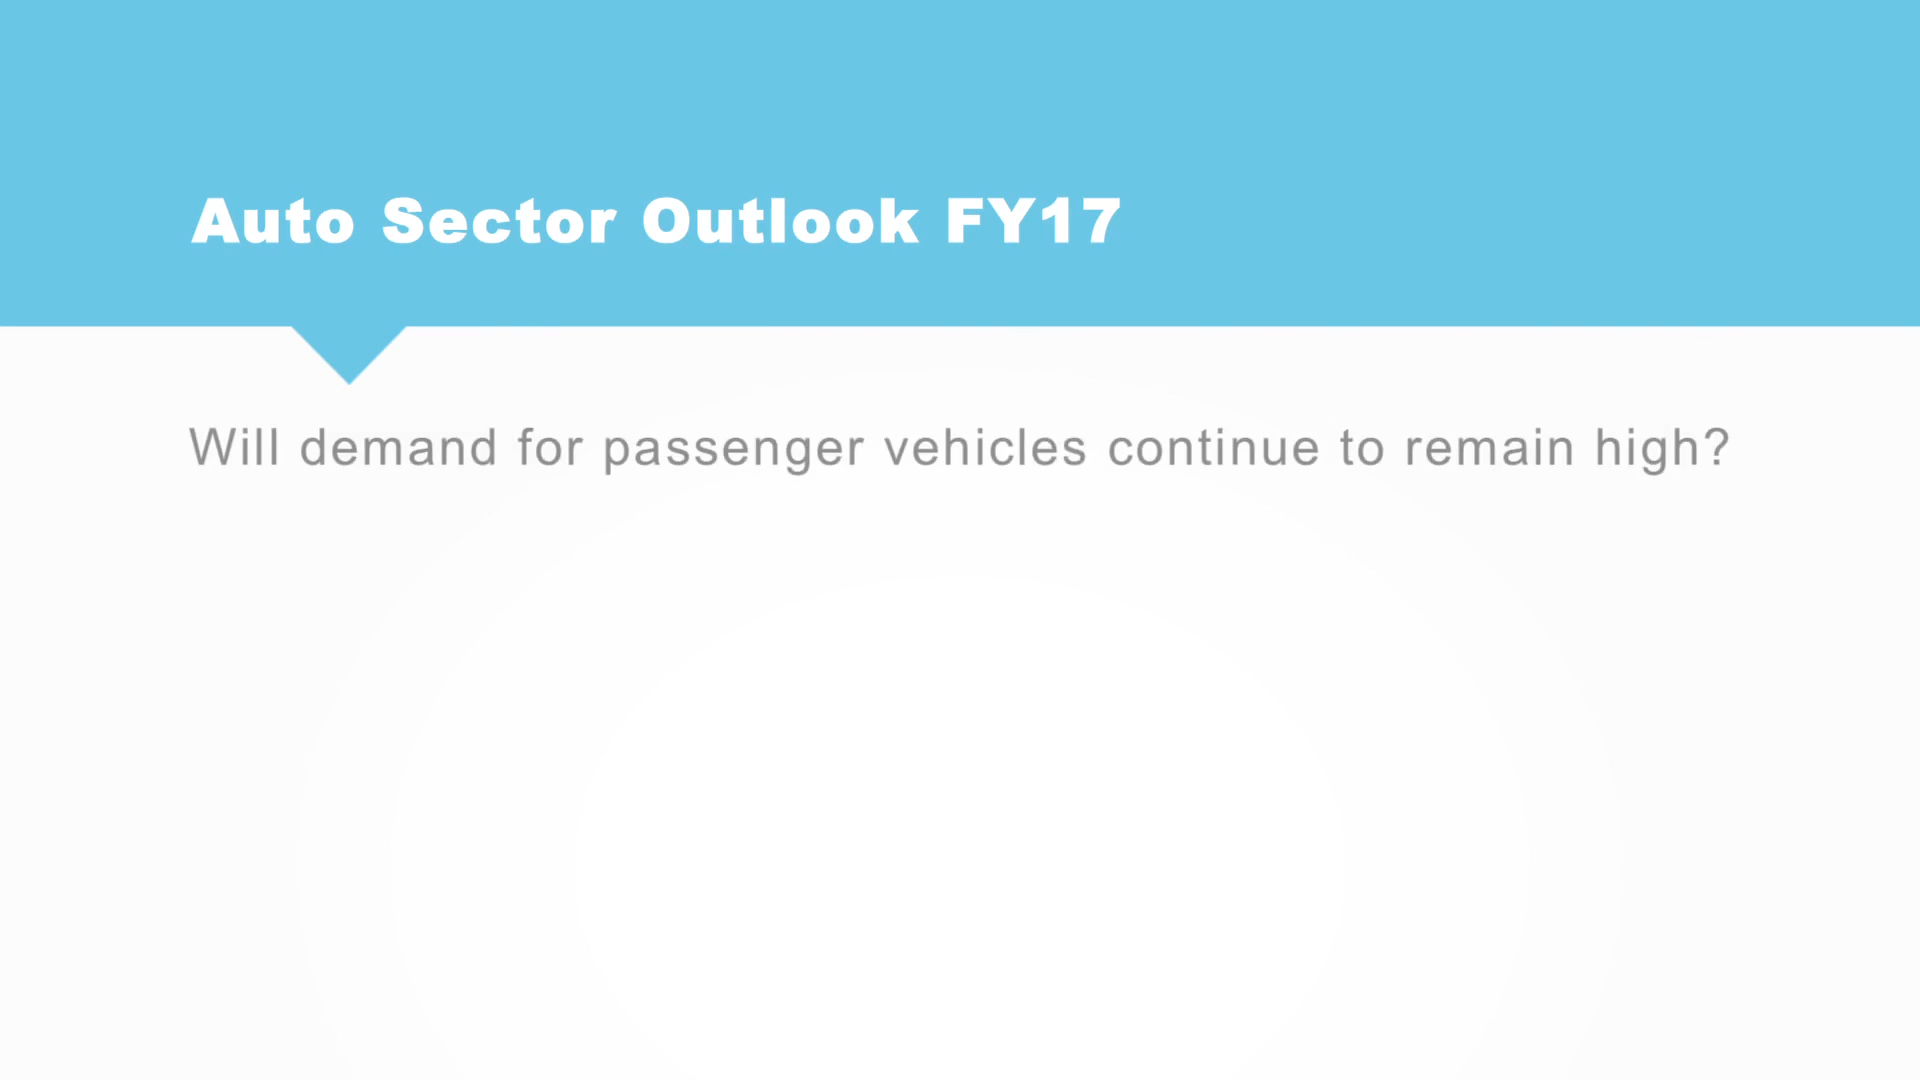 Auto Sector Outlook FY17
Will demand for passenger vehicles continue to remain high?